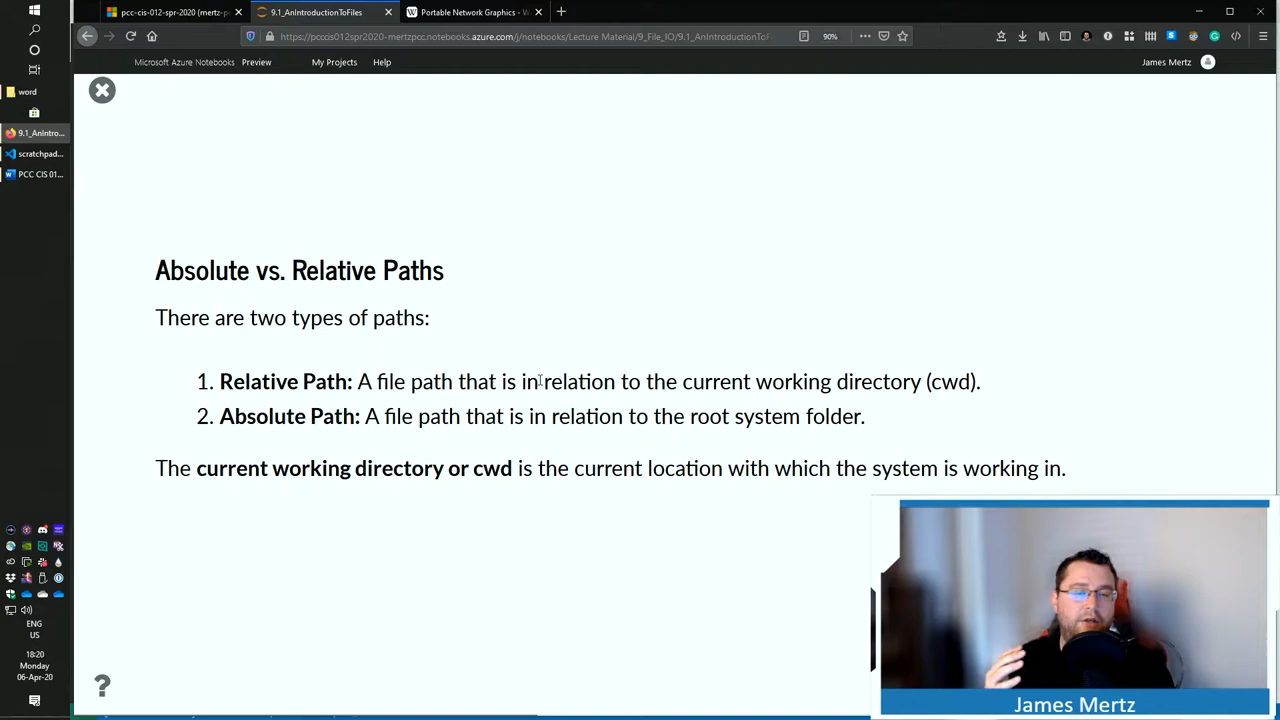 pcc-cis-012-spr-2020 (mertz-p
9.1_AnIntroductionToFiles
Portable Network Graphics - W
https://pcccis012spr2020-mertzpcc.notebooks.azure.com/j/notebooks/Lecture Material/9_File_IO/9.1_AnIntroductionToF
90%
Microsoft Azure Notebooks Preview My Projects Help
James Mertz
word
9.1_AnIntro...
scratchpad...
PCC CIS 01...
Absolute vs. Relative Paths
There are two types of paths:
1. Relative Path: A file path that is in relation to the current working directory (cwd).
2. Absolute Path: A file path that is in relation to the root system folder.
The current working directory or cwd is the current location with which the system is working in.
ENG
US
18:20
Monday
06-Apr-20
?
James Mertz